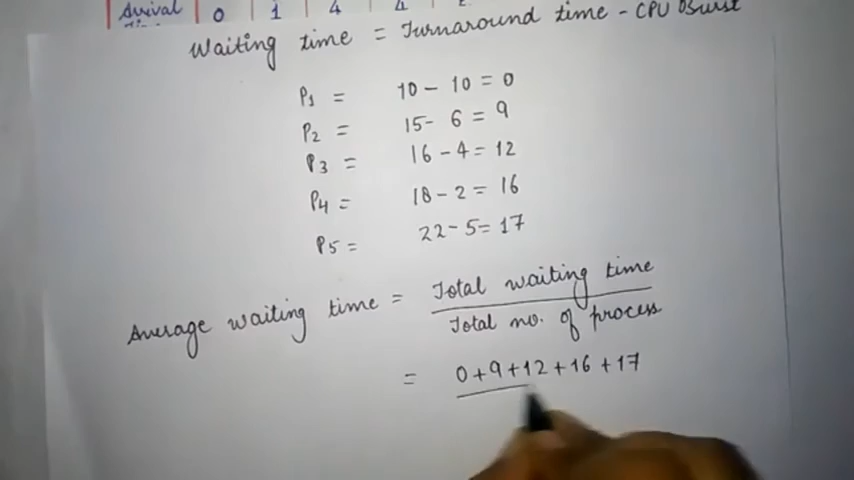 Arrival 0 1 4
Waiting time = Turnaround time - CPU Burst
P1 = 10 - 10 = 0
P2 = 15 - 6 = 9
P3 = 16 - 4 = 12
P4 = 18 - 2 = 16
P5 = 22 - 5 = 17
Average waiting time = Total waiting time
Total no. of process
= 0 + 9 + 12 + 16 + 17